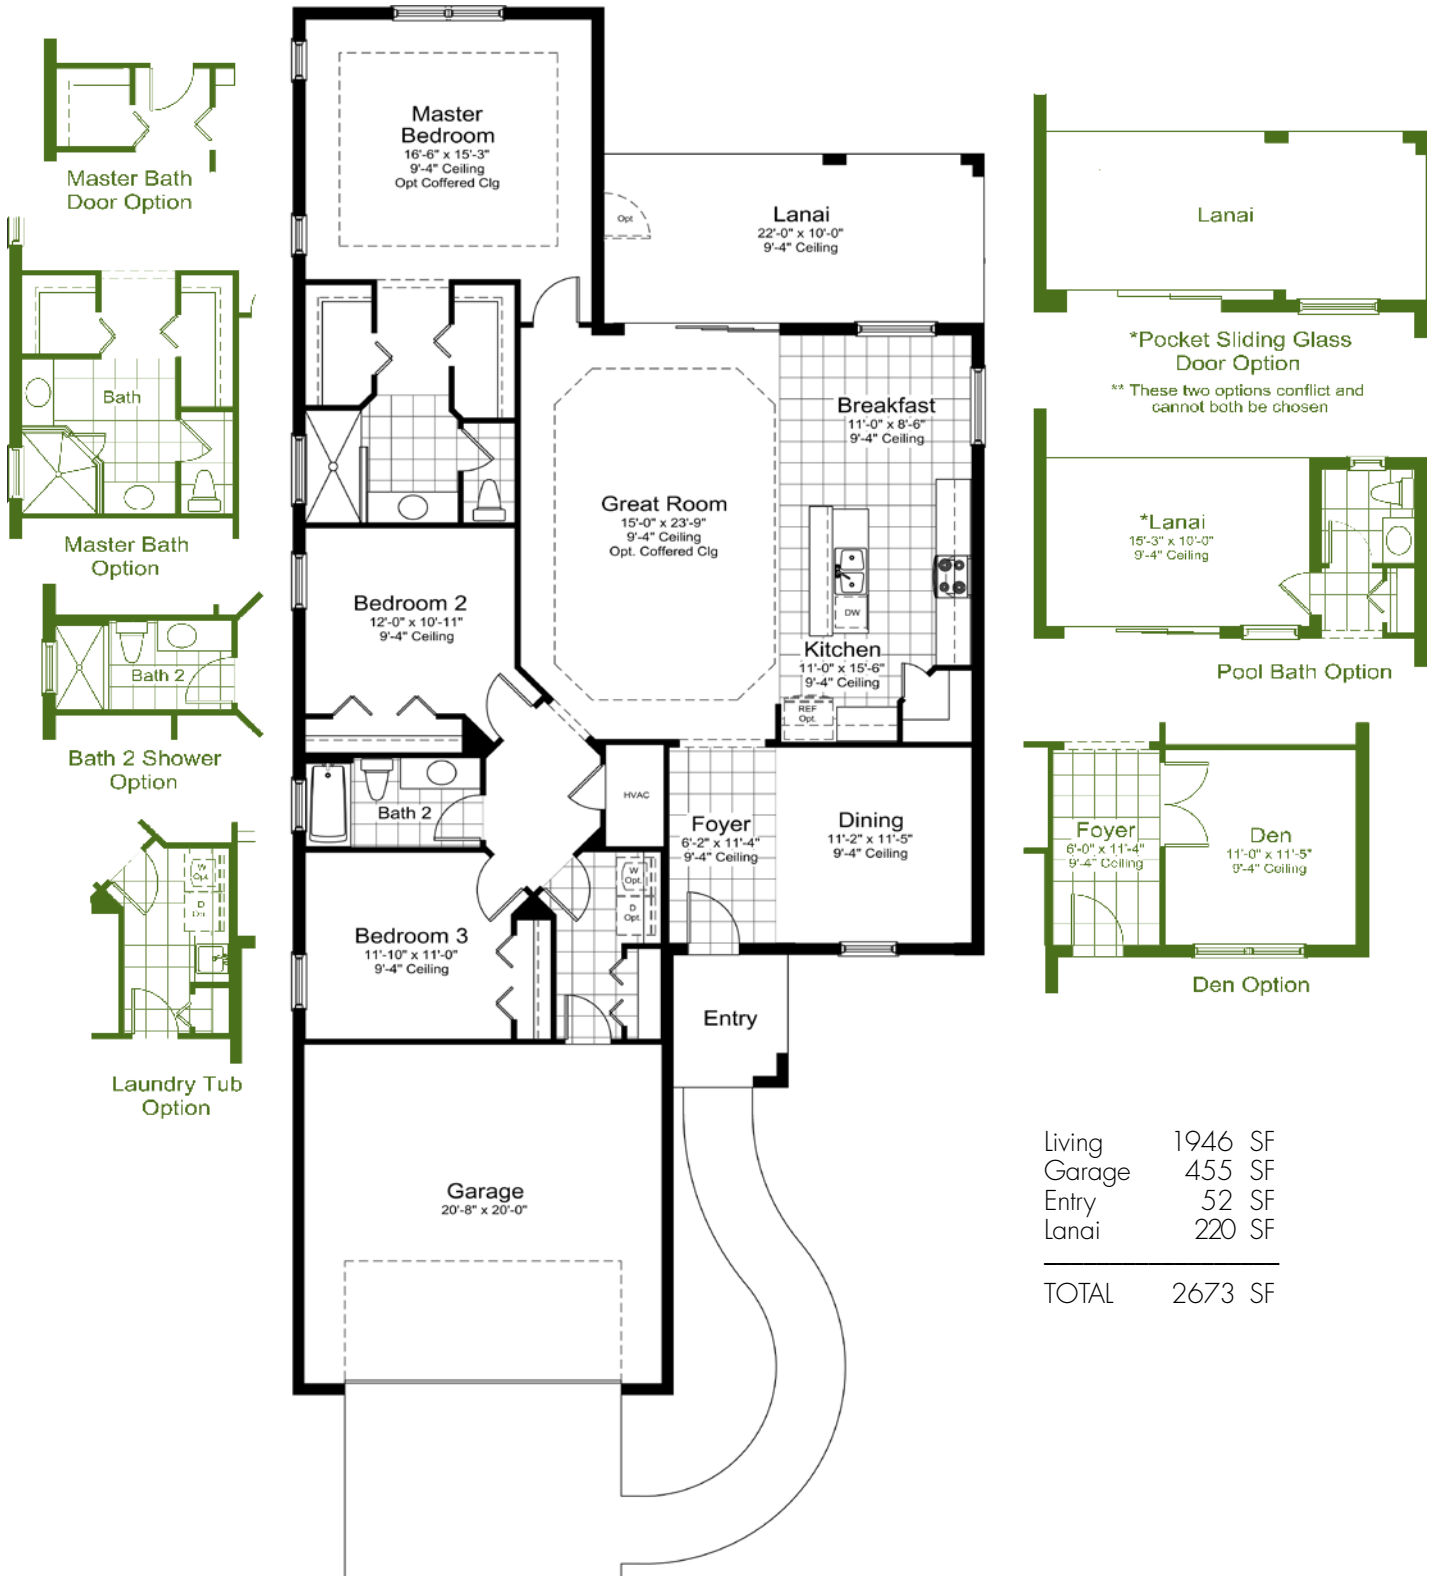 Master Bath
Door Option
Bath
Master Bath
Option
Bath 2
Bath 2 Shower
Option
W
Opt.
D
Laundry Tub
Option
Master
Bedroom
16'-6" x 15'-3"
9'-4" Ceiling
Opt Coffered Clg
Opt
Lanai
22'-0" x 10'-0"
9'-4" Ceiling
Breakfast
11'-0" x 8'-6"
9'-4" Ceiling
Great Room
15'-0" x 23'-9"
9'-4" Ceiling
Opt. Coffered Clg
DW
Bedroom 2
12'-0" x 10'-11"
9'-4" Ceiling
Kitchen
11'-0" x 15'-6"
9'-4" Ceiling
REF
Opt.
HVAC
Bath 2
Foyer
6'-2" x 11'-4"
9'-4" Ceiling
Dining
11'-2" x 11'-5"
9'-4" Ceiling
W
Opt.
D
Opt.
Bedroom 3
11'-10" x 11'-0"
9'-4" Ceiling
Entry
Garage
20'-8" x 20'-0"
Lanai
*Pocket Sliding Glass
Door Option
** These two options conflict and
cannot both be chosen
*Lanai
15'-3" x 10'-0"
9'-4" Ceiling
Pool Bath Option
Foyer
6'-0" x 11'-4"
9'-4" Ceiling
Den
11'-0" x 11'-5"
9'-4" Ceiling
Den Option
Living 1946 SF
Garage 455 SF
Entry 52 SF
Lanai 220 SF
TOTAL 2673 SF